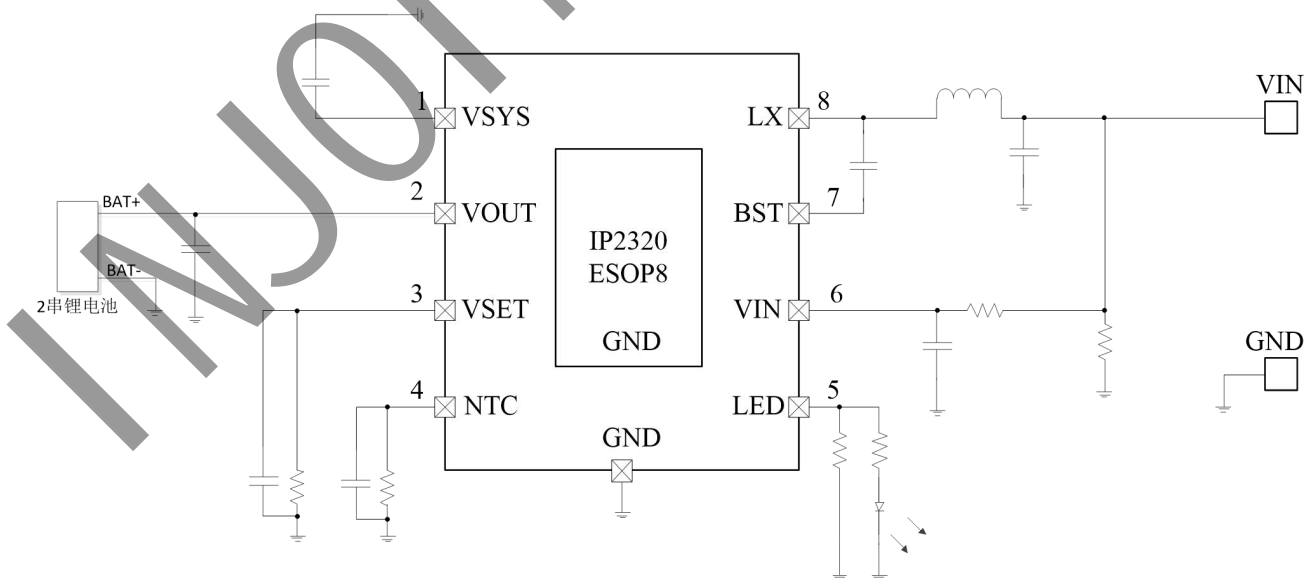 INJOI
1
VSYS
2
VOUT
3
VSET
4
NTC
BAT+
BAT-
2串锂电池
IP2320
ESOP8
GND
GND
LX
8
BST
7
VIN
6
LED
5
VIN
GND